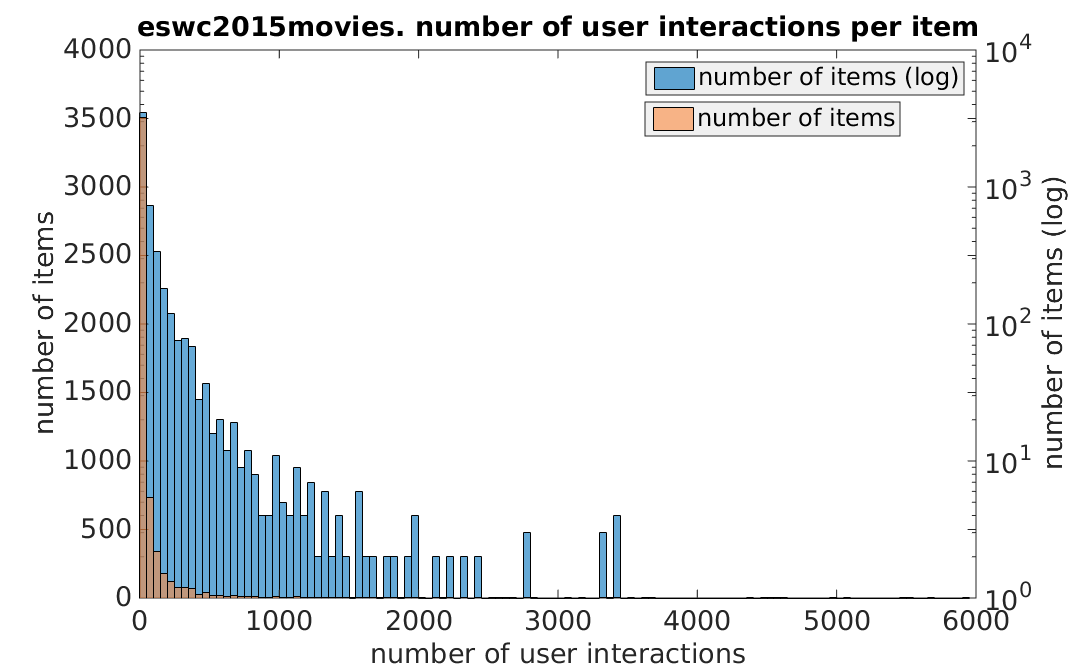 eswc2015movies. number of user interactions per item
number of items (log)
number of items
4000
3500
3000
2500
2000
1500
1000
500
0
number of items
10^4
10^3
10^2
10^1
10^0
number of items (log)
0 1000 2000 3000 4000 5000 6000
number of user interactions